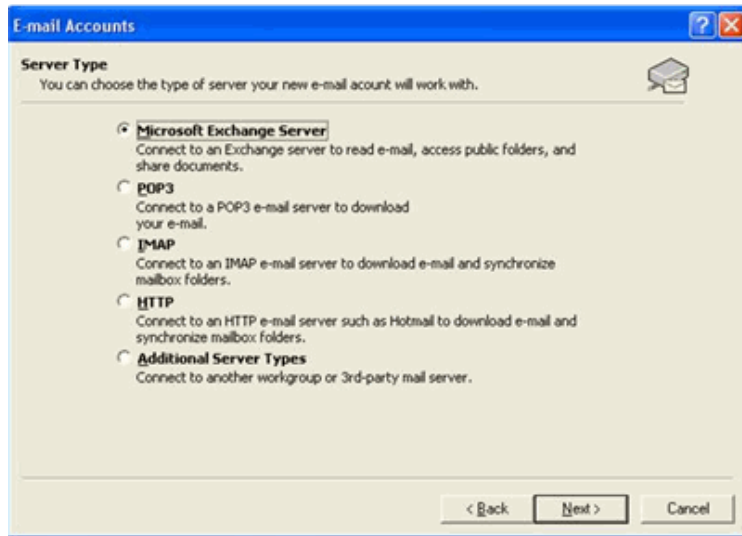 E-mail Accounts
Server Type
You can choose the type of server your new e-mail acount will work with.
Microsoft Exchange Server
Connect to an Exchange server to read e-mail, access public folders, and
share documents.
POP3
Connect to a POP3 e-mail server to download
your e-mail.
IMAP
Connect to an IMAP e-mail server to download e-mail and synchronize
mailbox folders.
HTTP
Connect to an HTTP e-mail server such as Hotmail to download e-mail and
synchronize mailbox folders.
Additional Server Types
Connect to another workgroup or 3rd-party mail server.
< Back Next > Cancel